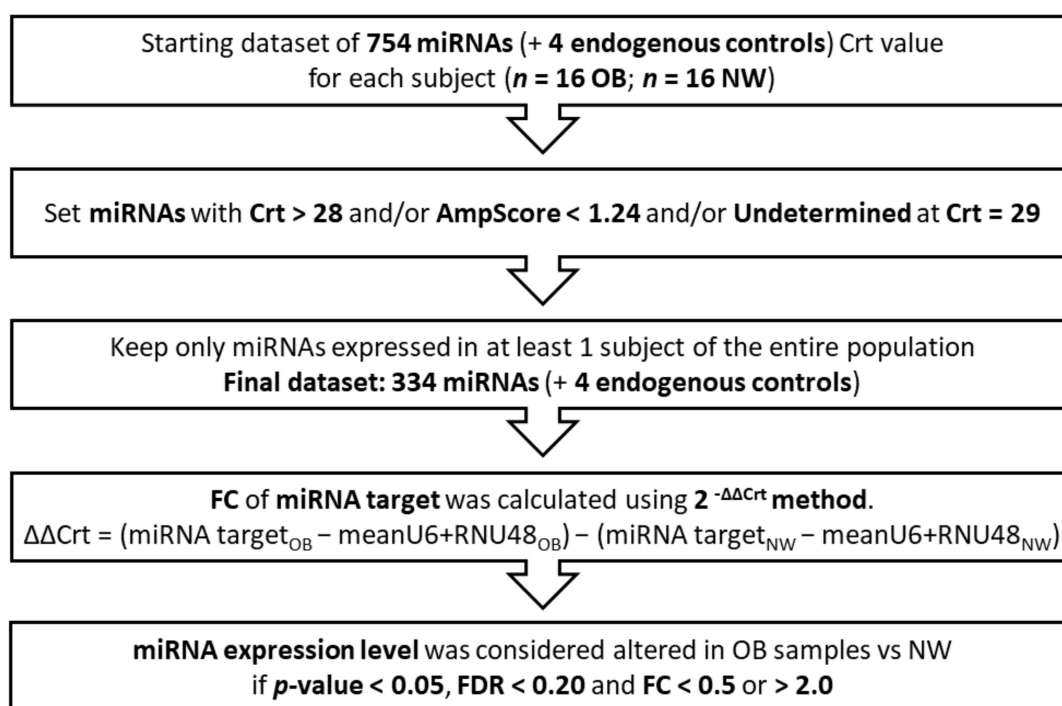 Starting dataset of 754 miRNAs (+ 4 endogenous controls) Crt value
for each subject (n = 16 OB; n = 16 NW)
Set miRNAs with Crt > 28 and/or AmpScore < 1.24 and/or Undetermined at Crt = 29
Keep only miRNAs expressed in at least 1 subject of the entire population
Final dataset: 334 miRNAs (+ 4 endogenous controls)
FC of miRNA target was calculated using 2 -ΔΔCrt method.
ΔΔCrt = (miRNA targetOB − meanU6+RNU48OB) − (miRNA targetNW − meanU6+RNU48NW)
miRNA expression level was considered altered in OB samples vs NW
if p-value < 0.05, FDR < 0.20 and FC < 0.5 or > 2.0